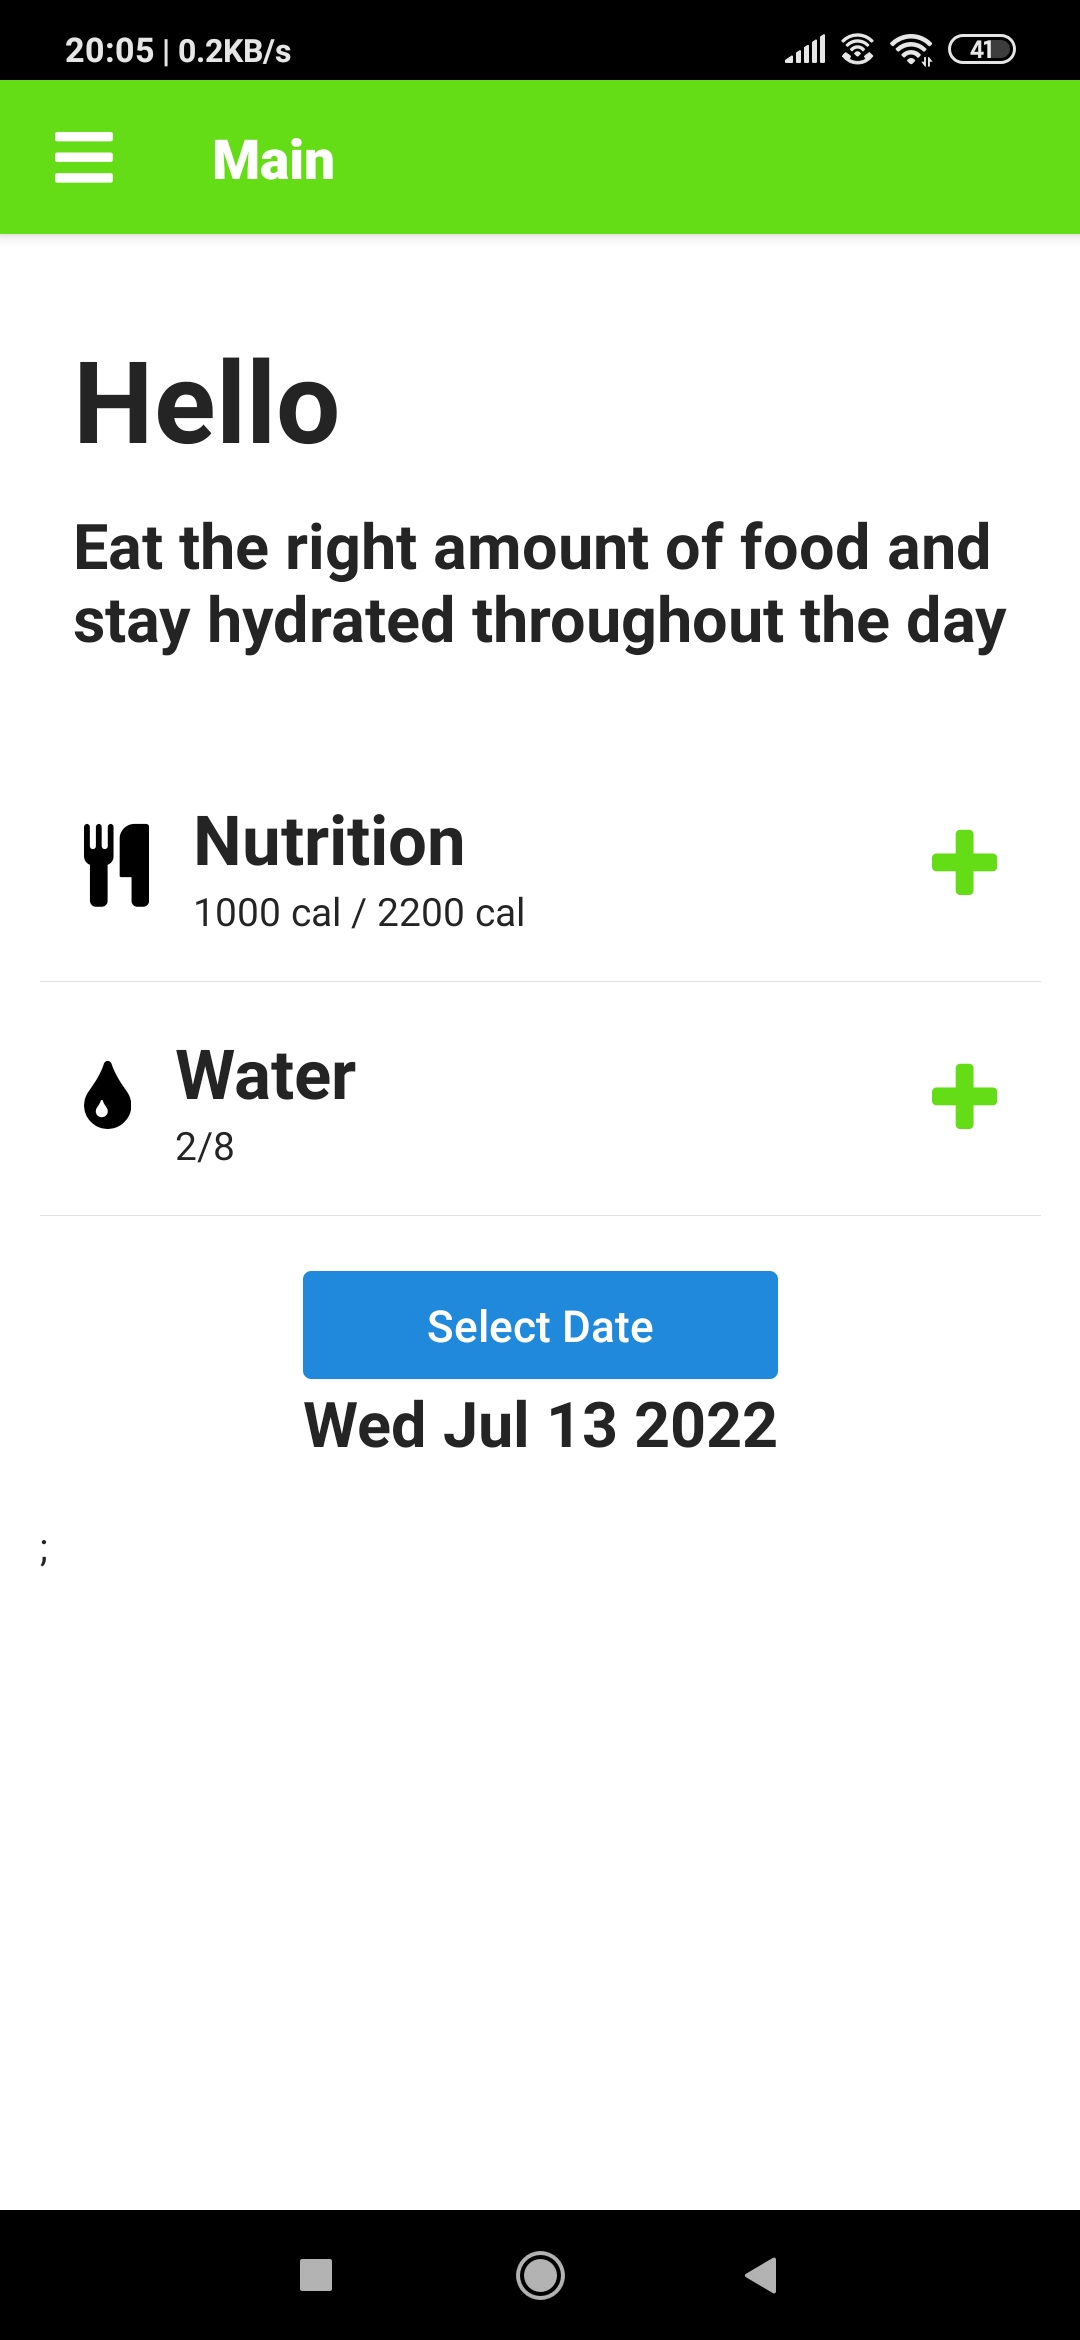 20:05 | 0.2KB/s
41
Main
Hello
Eat the right amount of food and
stay hydrated throughout the day
Nutrition
1000 cal / 2200 cal
Water
2/8
Select Date
Wed Jul 13 2022
;